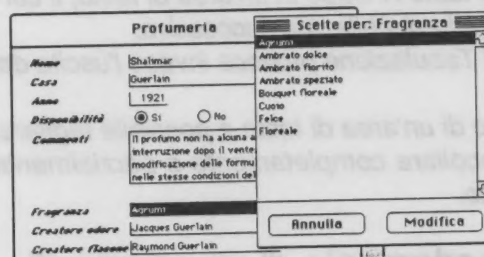 Profumeria
Nome Shalimar
Casa Guerlain
Anno 1921
Disponibilità Sì No
Commenti Il profumo non ha alcuna
interruzione dopo il vente
modificazione delle formu
nelle stesse condizioni del
Fragranza Agrumi
Creatore odore Jacques Guerlain
Creatore flacone Raymond Guerlain
Scelte per: Fragranza
Agrumi
Ambrato dolce
Ambrato fiorito
Ambrato speziato
Bouquet floreale
Cuoio
Felce
Floreale
Annulla Modifica